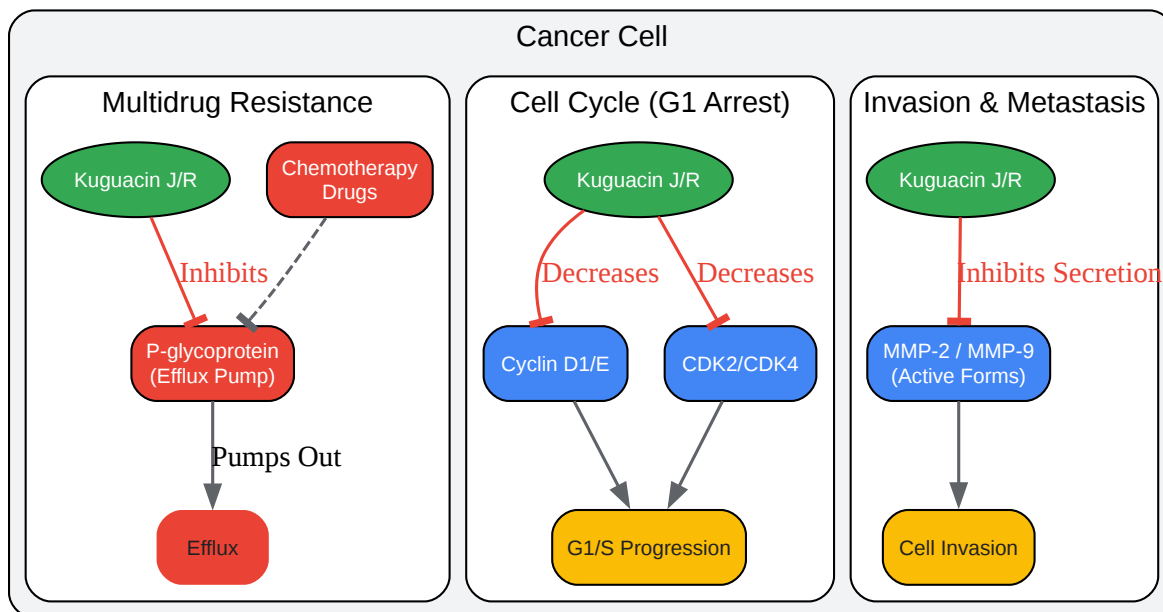 Cancer Cell
Multidrug Resistance
Kuguacin J/R
Chemotherapy
Drugs
Inhibits
P-glycoprotein
(Efflux Pump)
Pumps Out
Efflux
Cell Cycle (G1 Arrest)
Kuguacin J/R
Decreases
Decreases
Cyclin D1/E
CDK2/CDK4
G1/S Progression
Invasion & Metastasis
Kuguacin J/R
Inhibits Secretion
MMP-2 / MMP-9
(Active Forms)
Cell Invasion